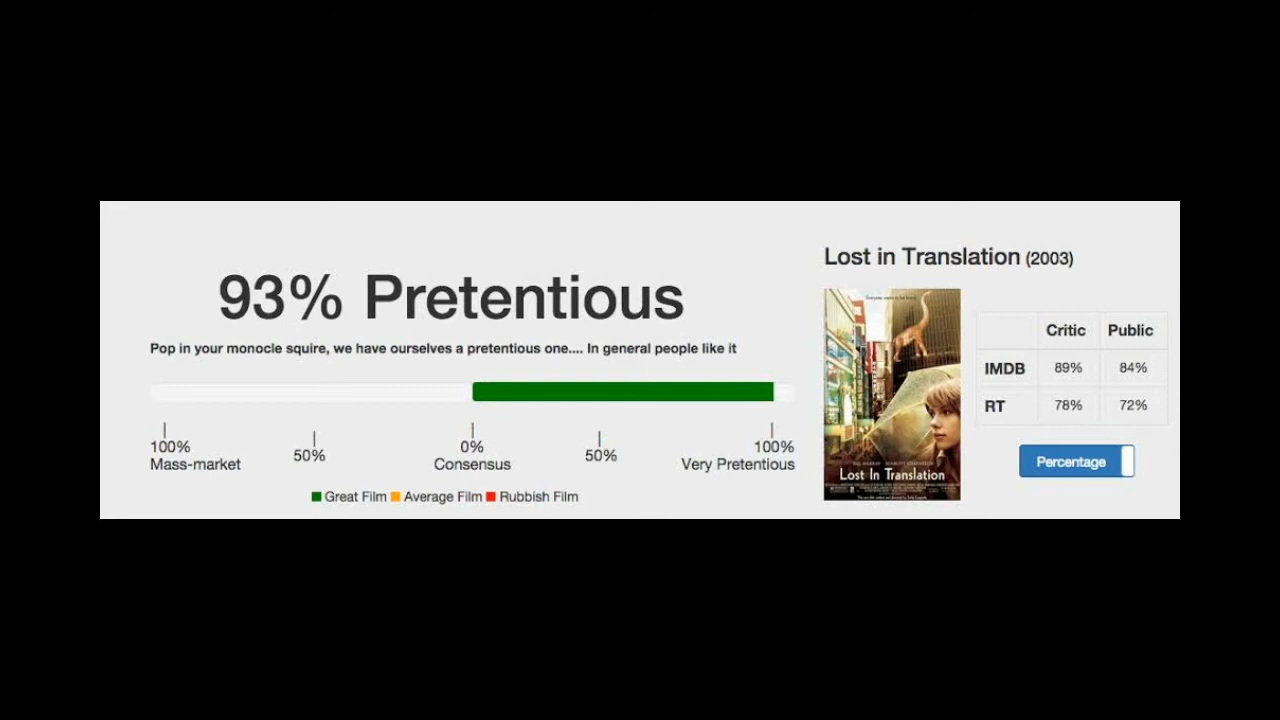 93% Pretentious
Pop in your monocle squire, we have ourselves a pretentious one.... In general people like it
100% 50% 0% 50% 100%
Mass-market Consensus Very Pretentious
Great Film Average Film Rubbish Film
Lost in Translation (2003)
Lost In Translation
Critic Public
IMDB 89% 84%
RT 78% 72%
Percentage